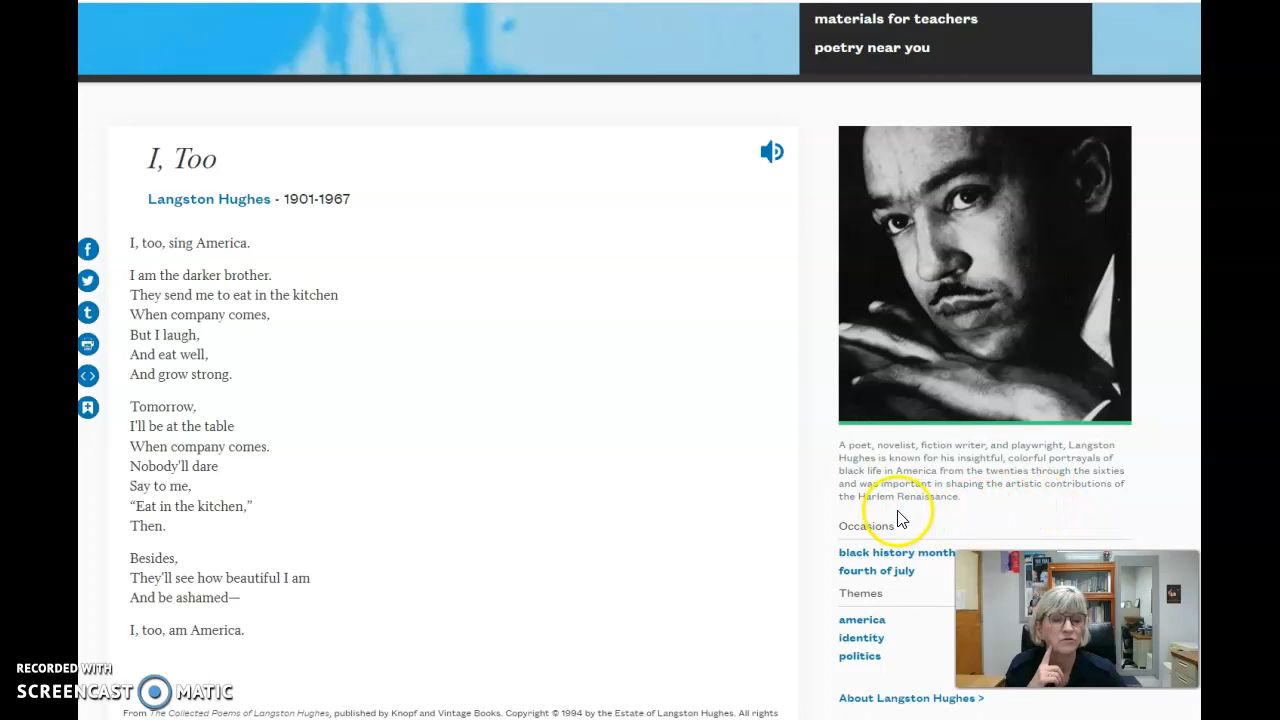 materials for teachers
poetry near you
I, Too
Langston Hughes - 1901-1967
I, too, sing America.
I am the darker brother.
They send me to eat in the kitchen
When company comes,
But I laugh,
And eat well,
And grow strong.
Tomorrow,
I'll be at the table
When company comes.
Nobody'll dare
Say to me,
“Eat in the kitchen,”
Then.
Besides,
They'll see how beautiful I am
And be ashamed—
I, too, am America.
From The Collected Poems of Langston Hughes, published by Knopf and Vintage Books. Copyright © 1994 by the Estate of Langston Hughes. All rights
A poet, novelist, fiction writer, and playwright, Langston
Hughes is known for his insightful, colorful portrayals of
black life in America from the twenties through the sixties
and was important in shaping the artistic contributions of
the Harlem Renaissance.
Occasions
black history month
fourth of july
Themes
america
identity
politics
About Langston Hughes >
RECORDED WITH
SCREENCAST MATIC